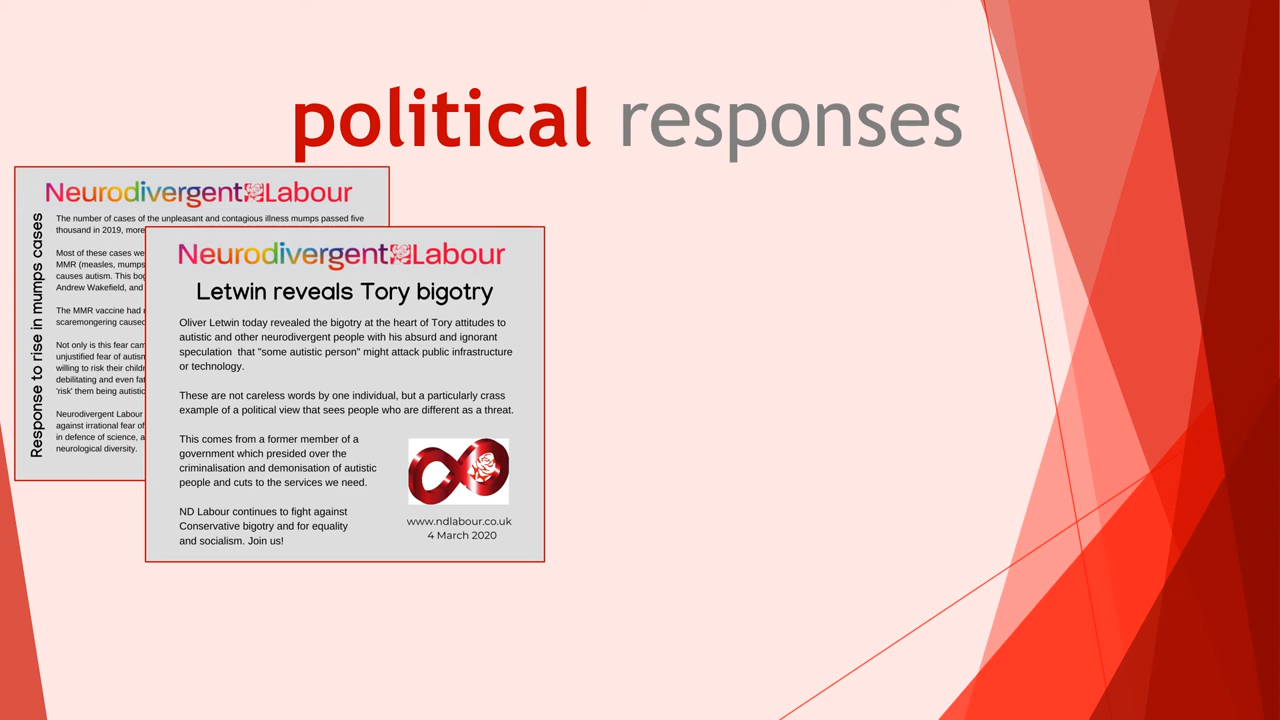 political responses
Neurodivergent Labour
Response to rise in mumps cases
The number of cases of the unpleasant and contagious illness mumps passed five
thousand in 2019, more
Most of these cases we
MMR (measles, mumps
causes autism. This bog
Andrew Wakefield, and
The MMR vaccine had
scaremongering caused
Not only is this fear cam
unjustified fear of autism
willing to risk their childr
debilitating and even fat
'risk' them being autistic
Neurodivergent Labour
against irrational fear of
in defence of science, a
neurological diversity.
Neurodivergent Labour
Letwin reveals Tory bigotry
Oliver Letwin today revealed the bigotry at the heart of Tory attitudes to
autistic and other neurodivergent people with his absurd and ignorant
speculation that "some autistic person" might attack public infrastructure
or technology.
These are not careless words by one individual, but a particularly crass
example of a political view that sees people who are different as a threat.
This comes from a former member of a
government which presided over the
criminalisation and demonisation of autistic
people and cuts to the services we need.
ND Labour continues to fight against
Conservative bigotry and for equality
and socialism. Join us!
www.ndlabour.co.uk
4 March 2020